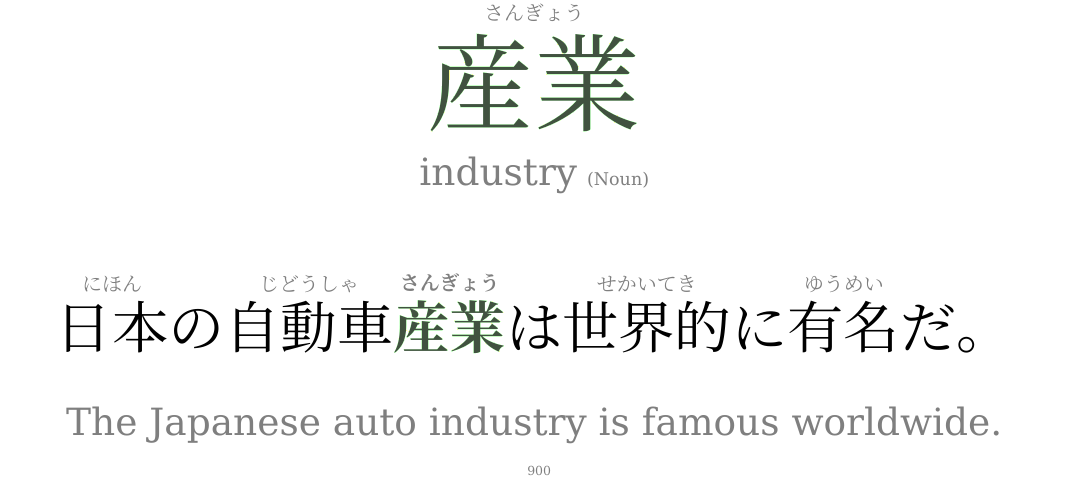 さんぎょう
産業
industry (Noun)
にほん じどうしゃ さんぎょう せかいてき ゆうめい
日本の自動車産業は世界的に有名だ。
The Japanese auto industry is famous worldwide.
900